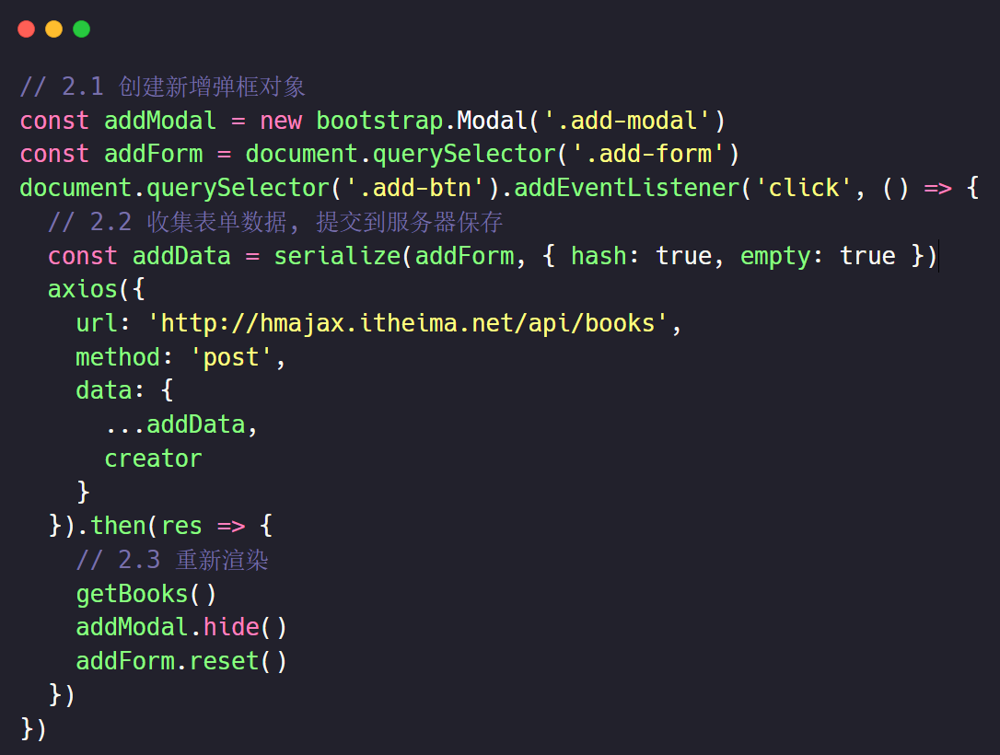 // 2.1 创建新增弹框对象
const addModal = new bootstrap.Modal('.add-modal')
const addForm = document.querySelector('.add-form')
document.querySelector('.add-btn').addEventListener('click', () => {
  // 2.2 收集表单数据, 提交到服务器保存
  const addData = serialize(addForm, { hash: true, empty: true })
  axios({
    url: 'http://hmajax.itheima.net/api/books',
    method: 'post',
    data: {
      ...addData,
      creator
    }
  }).then(res => {
    // 2.3 重新渲染
    getBooks()
    addModal.hide()
    addForm.reset()
  })
})